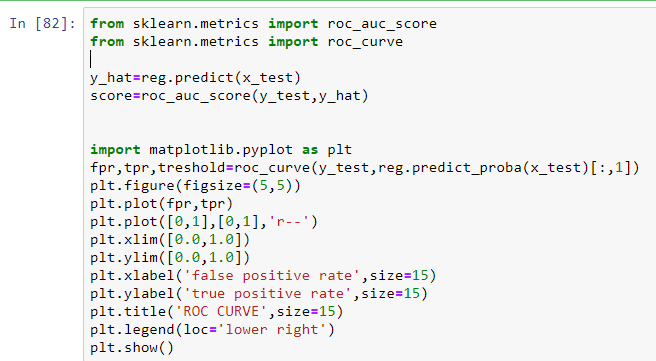 In [82]: from sklearn.metrics import roc_auc_score
from sklearn.metrics import roc_curve
y_hat=reg.predict(x_test)
score=roc_auc_score(y_test,y_hat)
import matplotlib.pyplot as plt
fpr,tpr,treshold=roc_curve(y_test,reg.predict_proba(x_test)[:,1])
plt.figure(figsize=(5,5))
plt.plot(fpr,tpr)
plt.plot([0,1],[0,1],'r--')
plt.xlim([0.0,1.0])
plt.ylim([0.0,1.0])
plt.xlabel('false positive rate',size=15)
plt.ylabel('true positive rate',size=15)
plt.title('ROC CURVE',size=15)
plt.legend(loc='lower right')
plt.show()